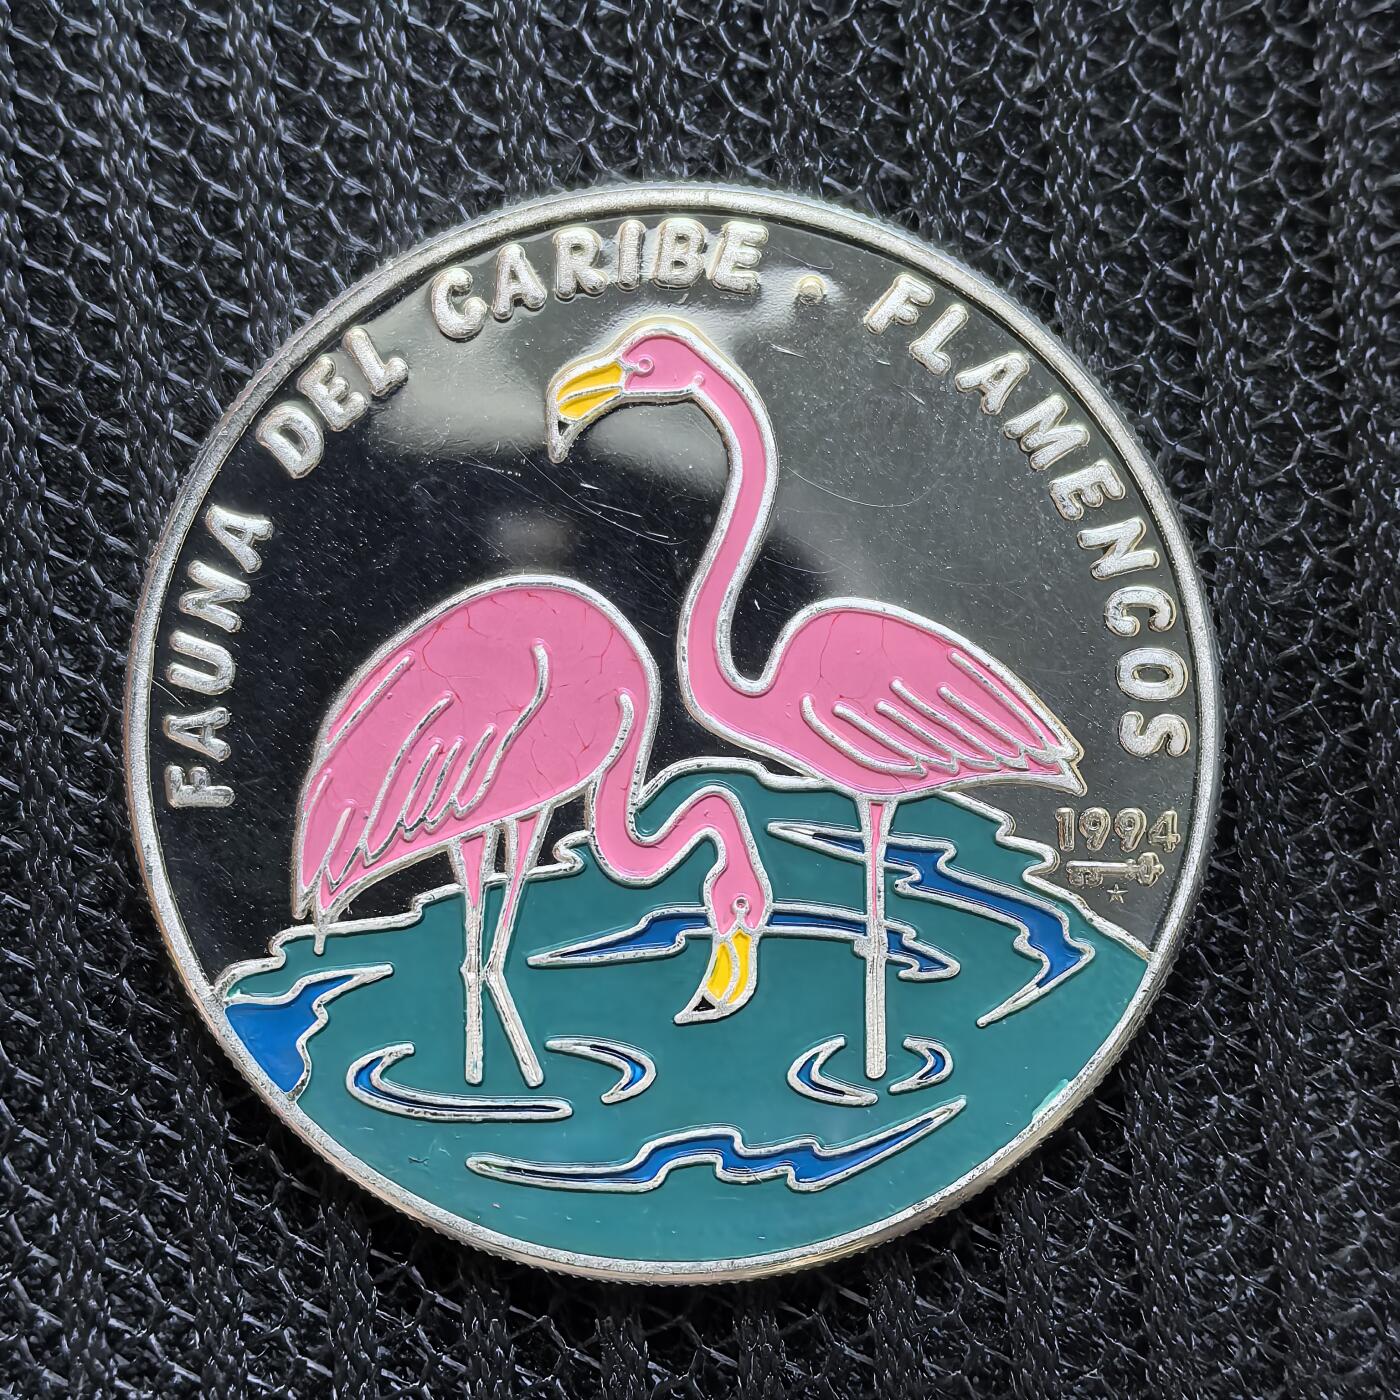 FAUNA DEL CARIBE • FLAMENCOS
1994